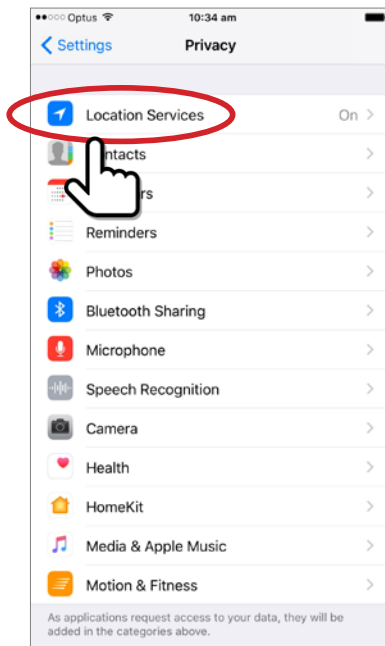 Optus 10:34 am
Settings Privacy
Location Services On
ntacts
rs
Reminders
Photos
Bluetooth Sharing
Microphone
Speech Recognition
Camera
Health
HomeKit
Media & Apple Music
Motion & Fitness
As applications request access to your data, they will be
added in the categories above.